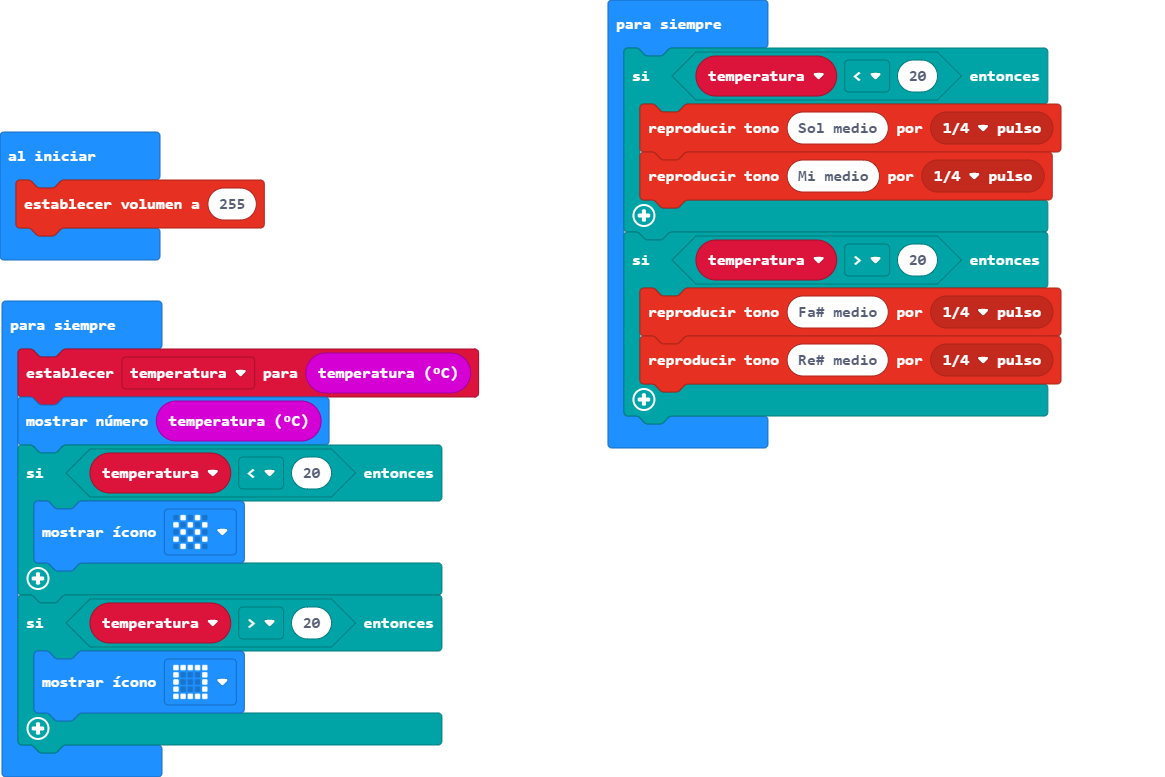 al iniciar
establecer volumen a 255
para siempre
establecer temperatura para temperatura (ºC)
mostrar número temperatura (ºC)
si temperatura < 20 entonces
mostrar ícono
si temperatura > 20 entonces
mostrar ícono
para siempre
si temperatura < 20 entonces
reproducir tono Sol medio por 1/4 pulso
reproducir tono Mi medio por 1/4 pulso
si temperatura > 20 entonces
reproducir tono Fa# medio por 1/4 pulso
reproducir tono Re# medio por 1/4 pulso